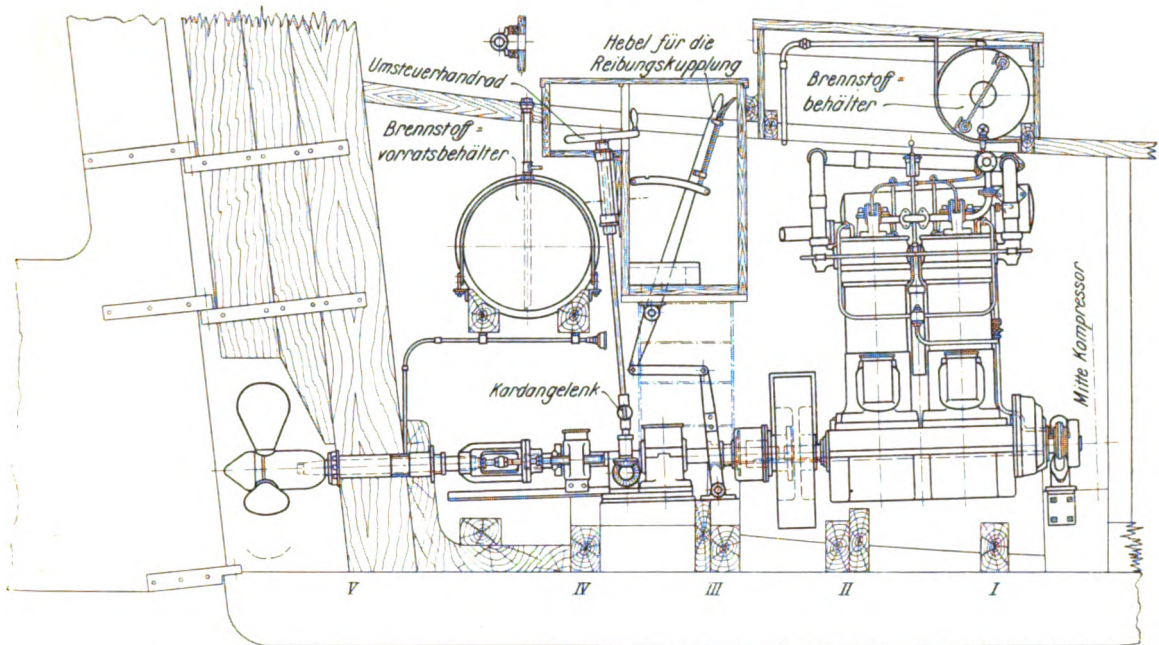 Umsteuerhandrad
Hebel für die
Reibungskupplung
Brennstoff=
behälter
Brennstoff=
vorratsbehälter
Kardangelenk
Mitte Kompressor
V
IV
III
II
I